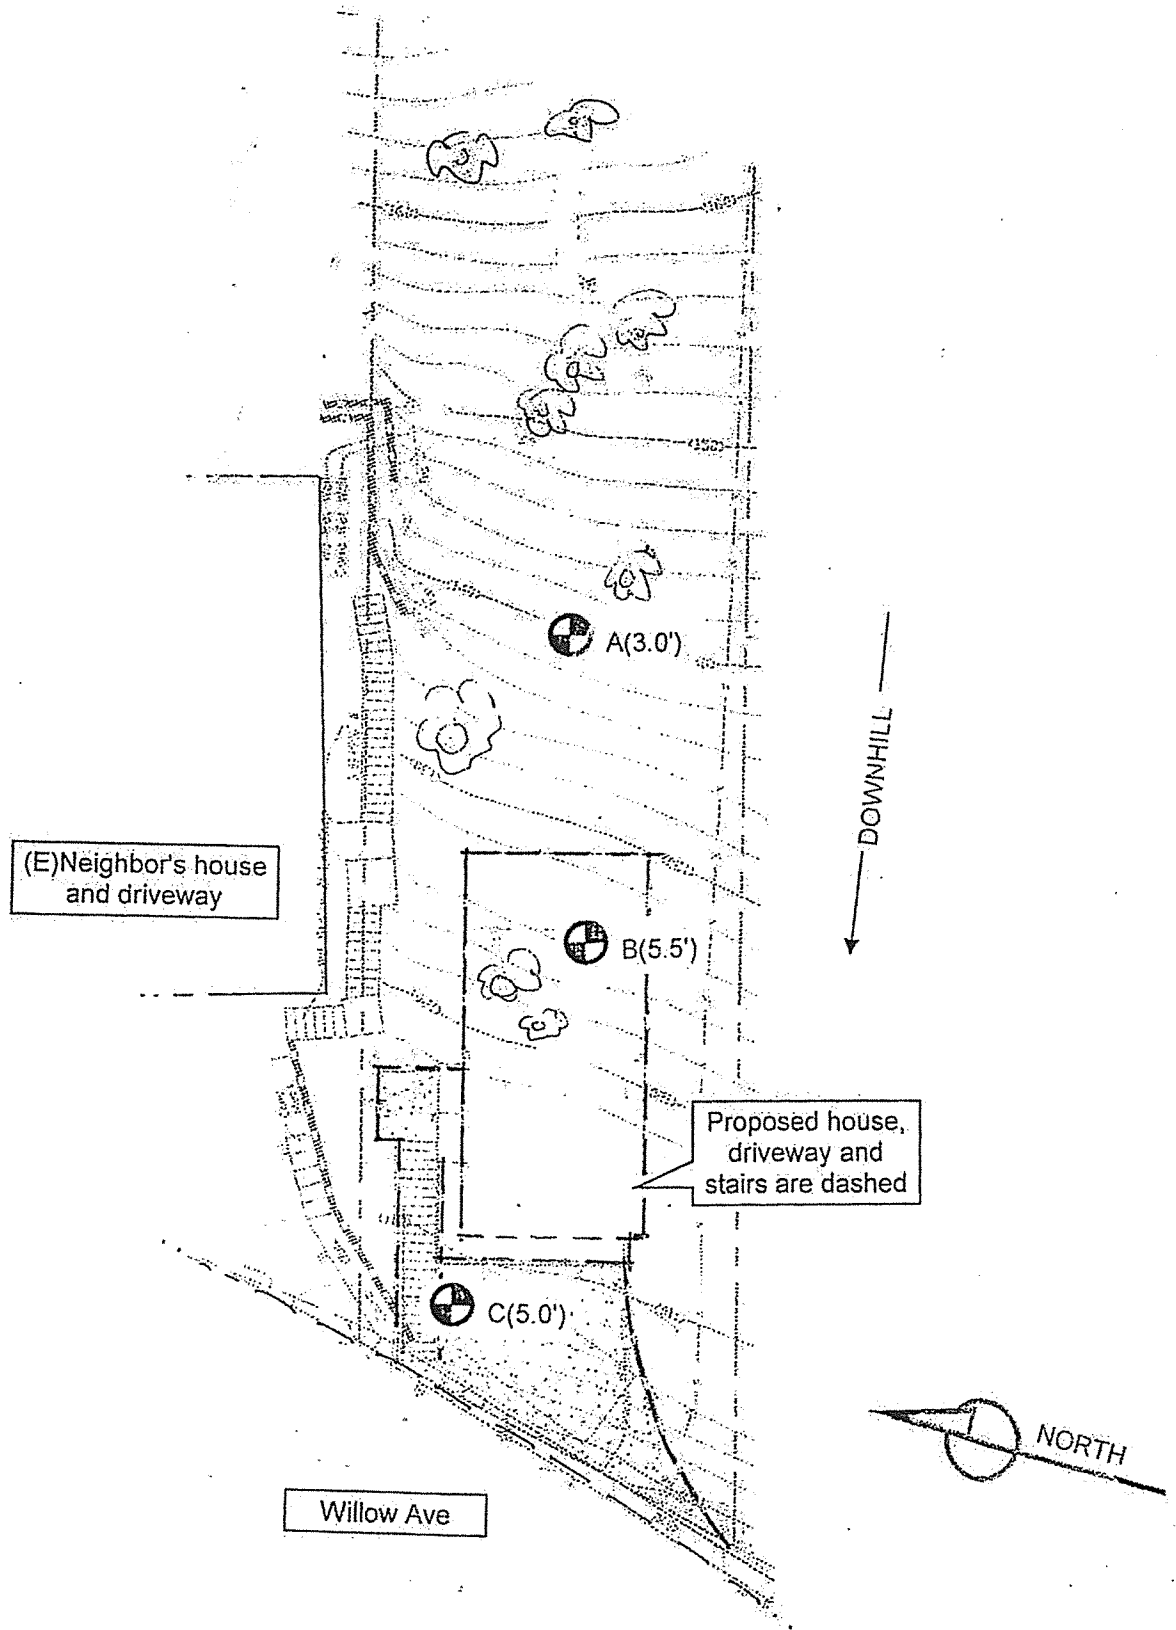 A(3.0')
DOWNHILL
(E)Neighbor's house
and driveway
B(5.5')
Proposed house,
driveway and
stairs are dashed
C(5.0')
NORTH
Willow Ave